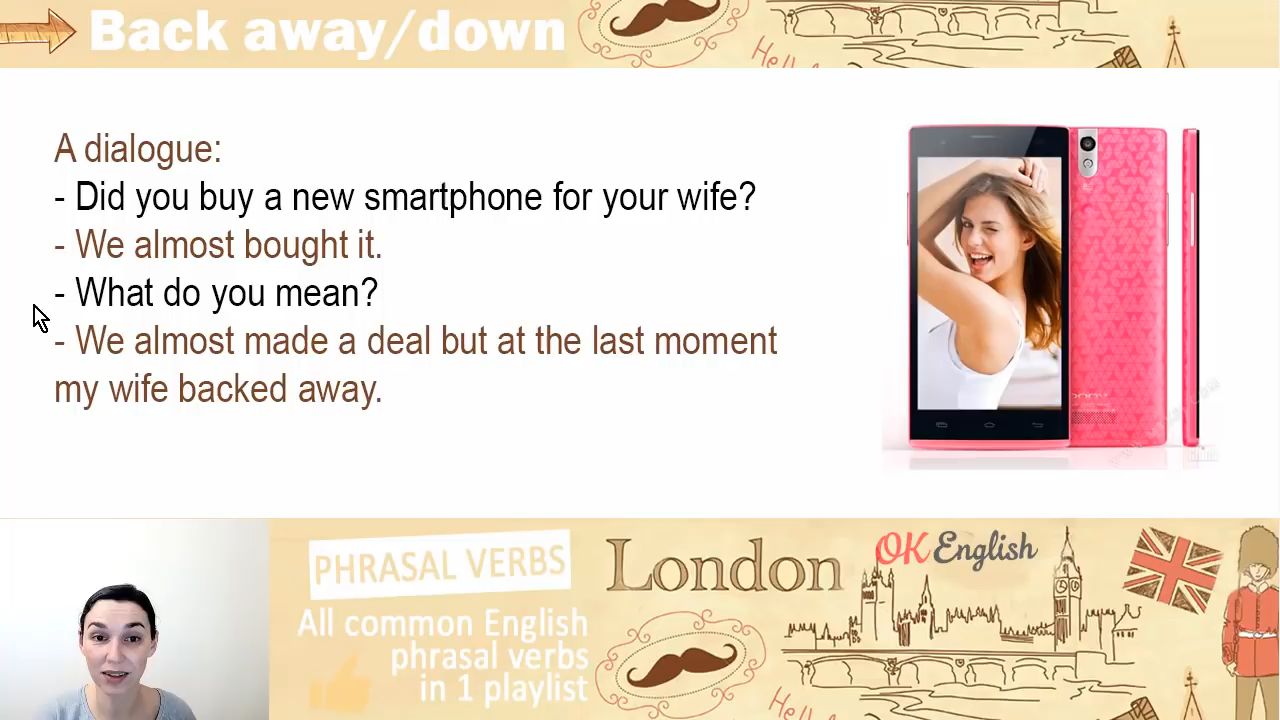 Back away/down
Hello
A dialogue:
- Did you buy a new smartphone for your wife?
- We almost bought it.
- What do you mean?
- We almost made a deal but at the last moment
my wife backed away.
PHRASAL VERBS
All common English
phrasal verbs
in 1 playlist
London
OK English